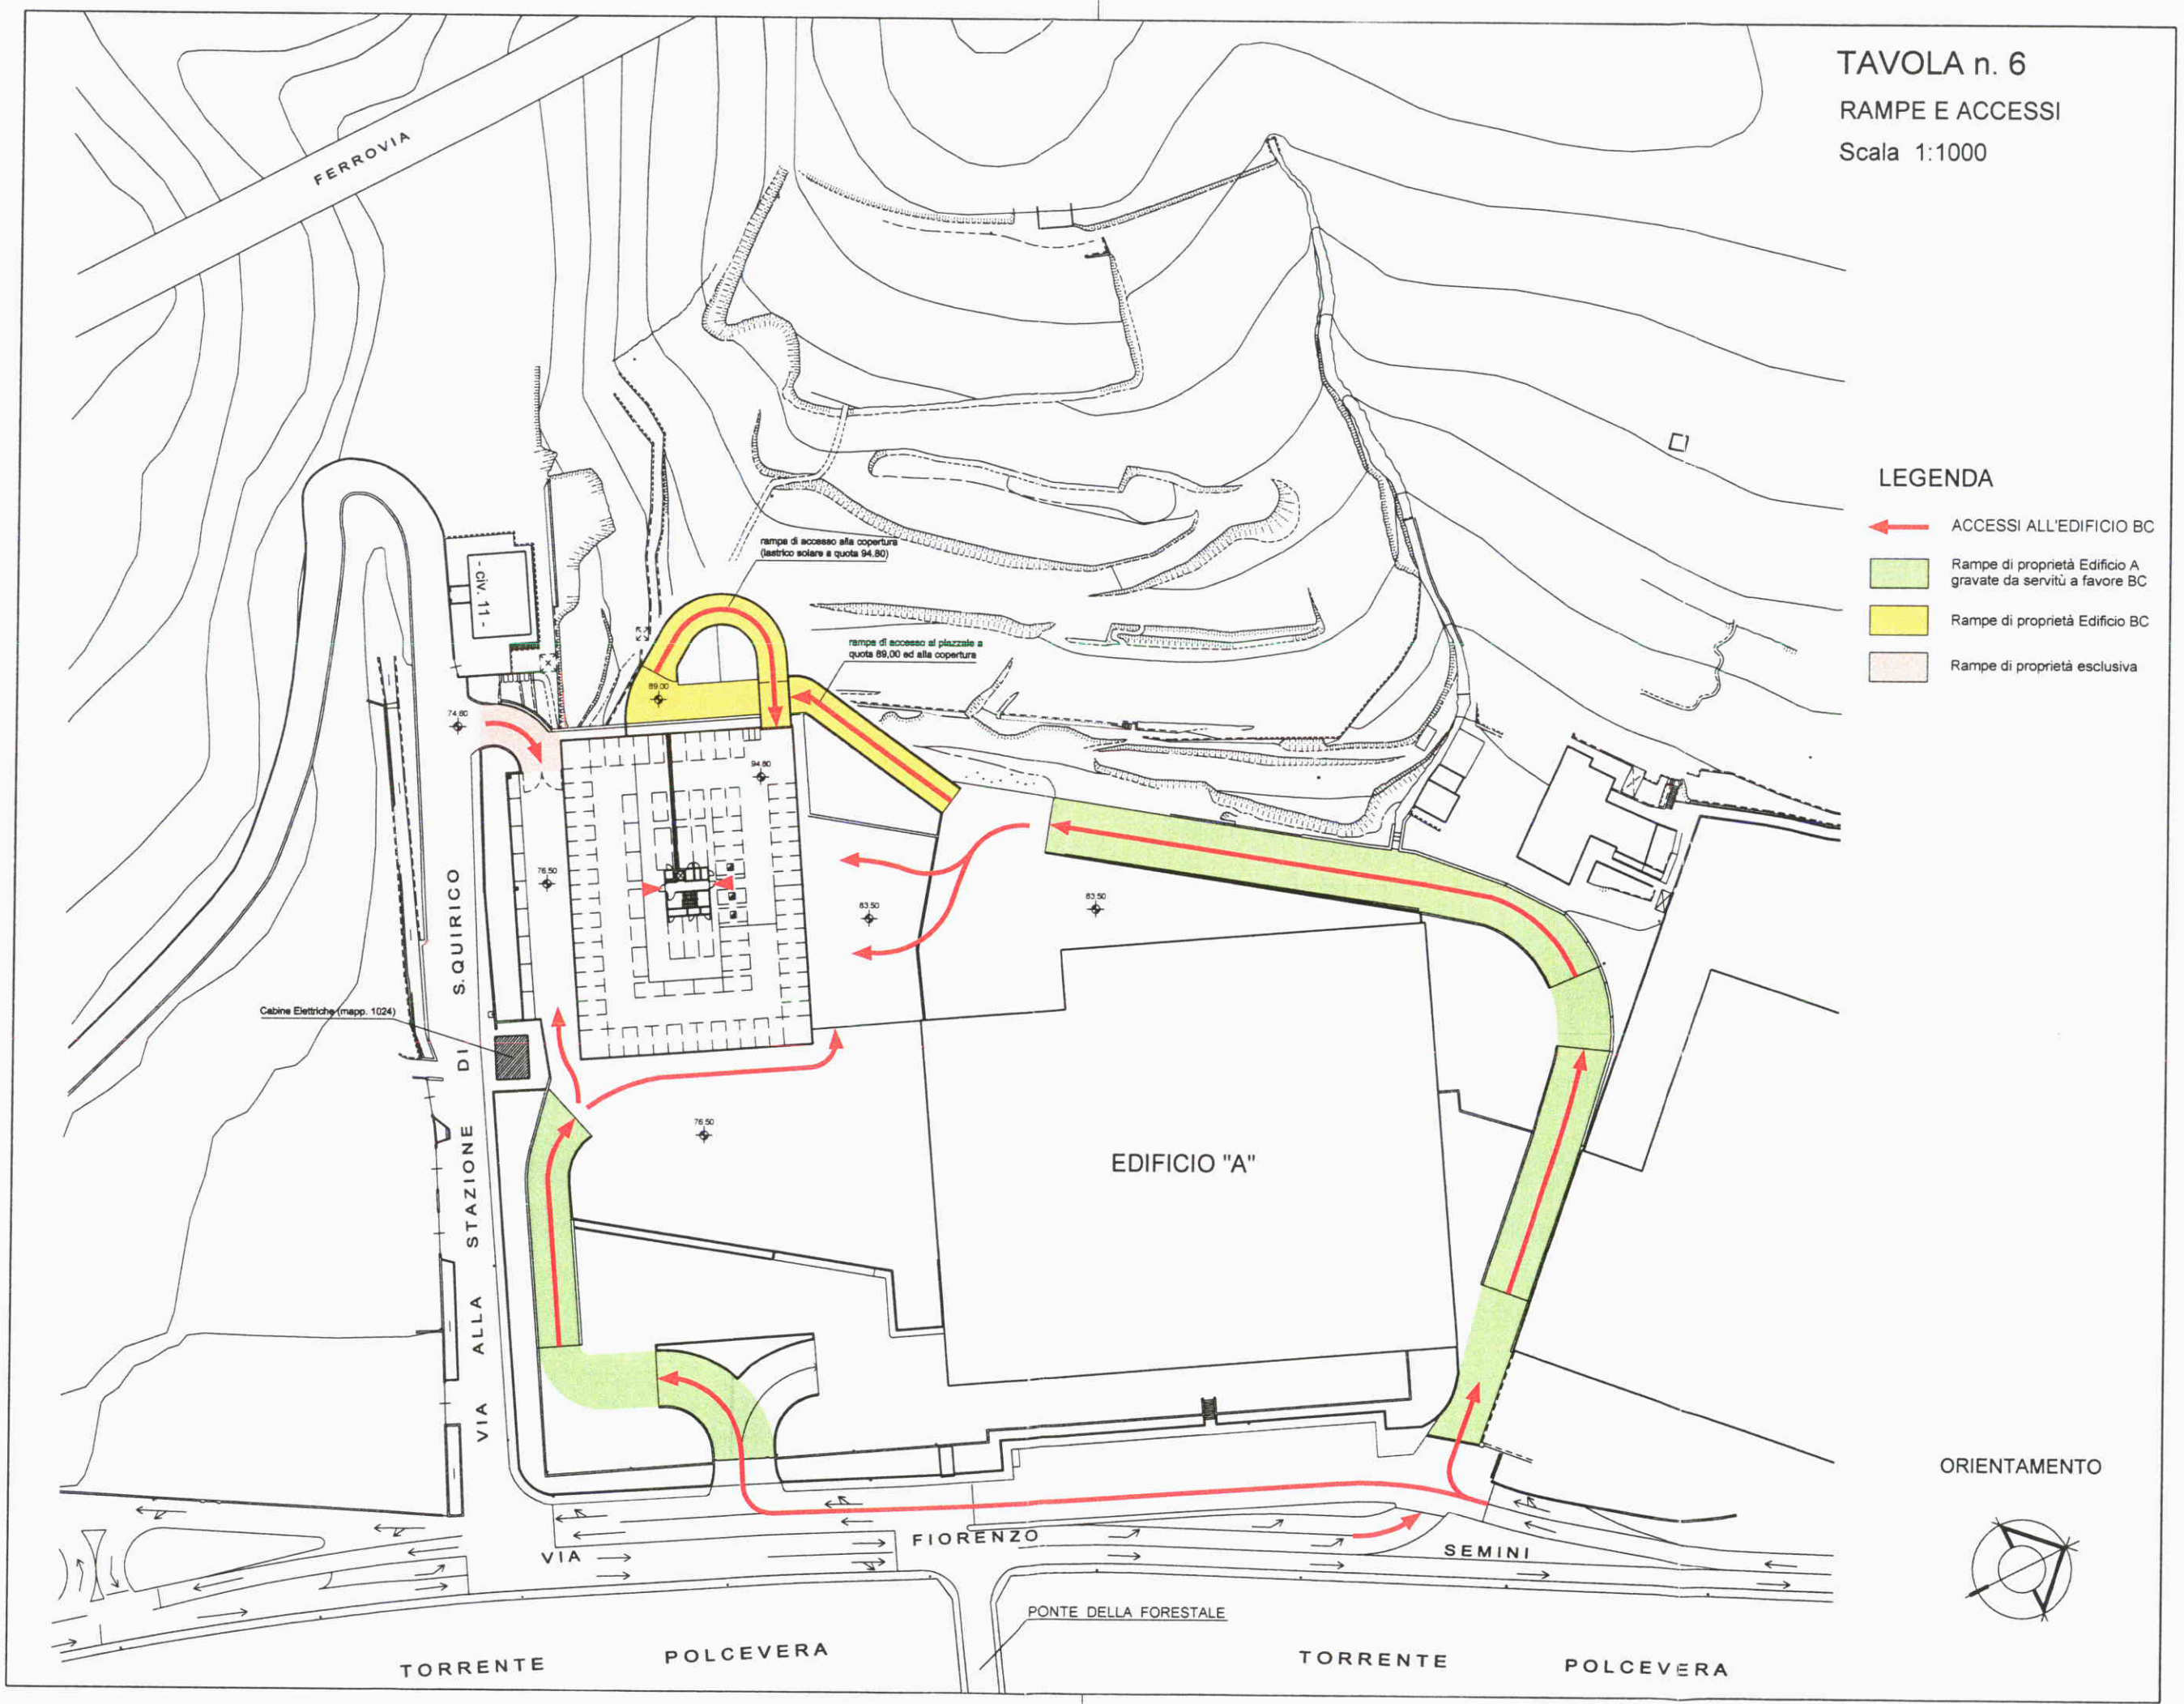 TAVOLA n. 6
RAMPE E ACCESSI
Scala 1:1000
FERROVIA
LEGENDA
ACCESSI ALL'EDIFICIO BC
Rampe di proprietà Edificio A
gravate da servitù a favore BC
Rampe di proprietà Edificio BC
Rampe di proprietà esclusiva
- civ. 11 -
rampa di accesso alla copertura
(lastrico solare a quota 94.80)
rampa di accesso al piazzale a
quota 89,00 ed alla copertura
89.00
74.60
94.80
76.50
83.50
83.50
Cabine Elettriche (mapp. 1024)
VIA ALLA STAZIONE DI S.QUIRICO
76.50
EDIFICIO "A"
ORIENTAMENTO
VIA FIORENZO SEMINI
PONTE DELLA FORESTALE
TORRENTE POLCEVERA
TORRENTE POLCEVERA